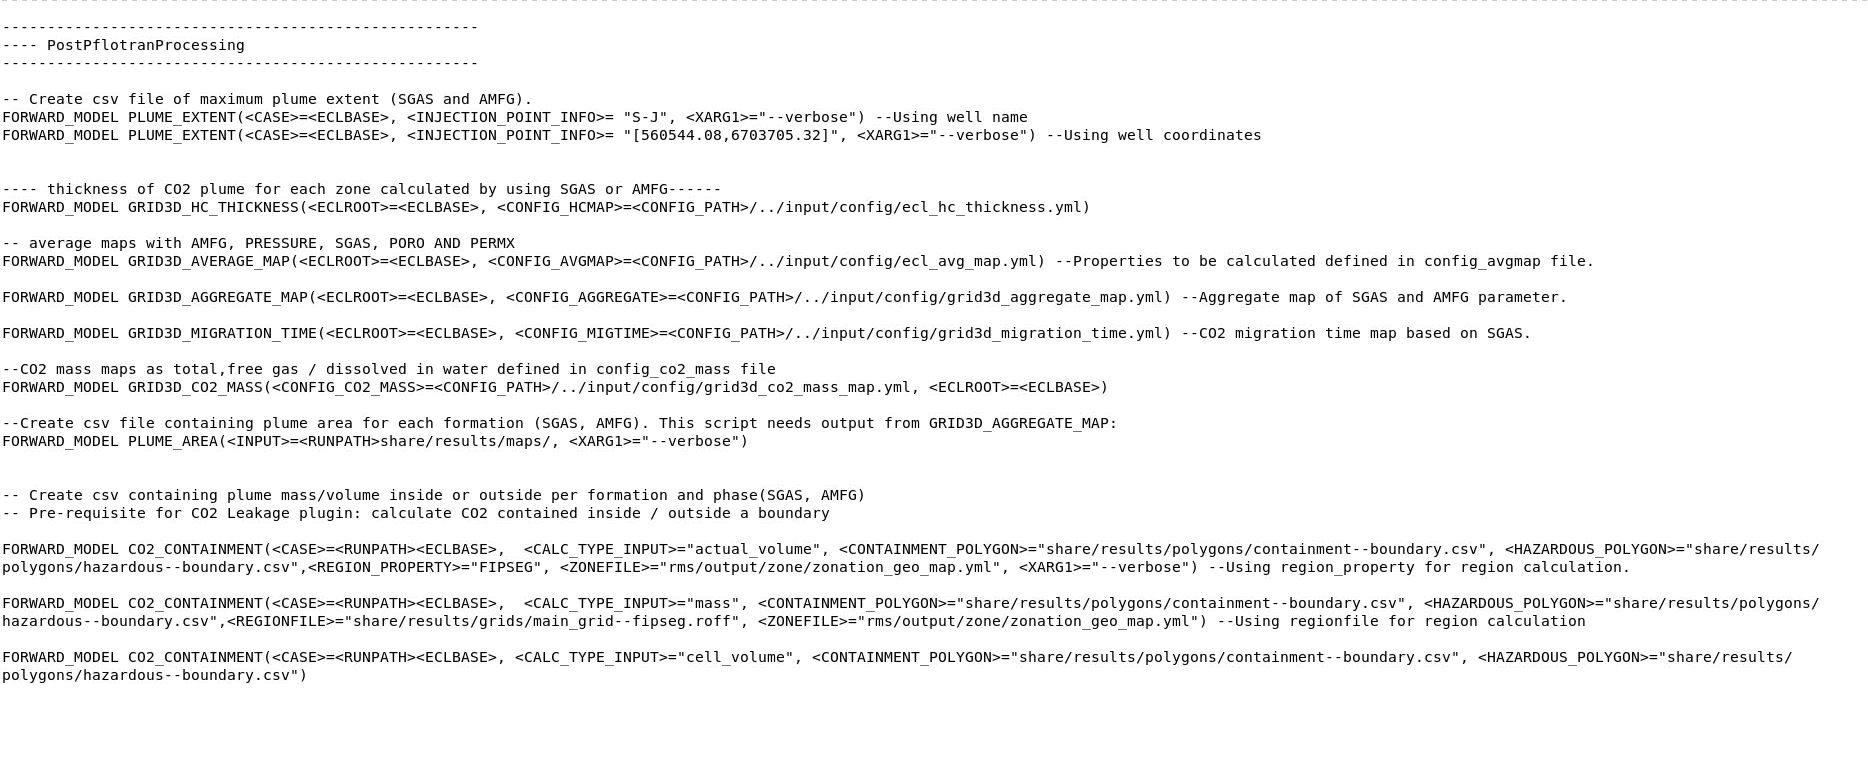 -----------------------------------------------------
---- PostPflotranProcessing
-----------------------------------------------------
-- Create csv file of maximum plume extent (SGAS and AMFG).
FORWARD_MODEL PLUME_EXTENT(<CASE>=<ECLBASE>, <INJECTION_POINT_INFO>= "S-J", <XARG1>="--verbose") --Using well name
FORWARD_MODEL PLUME_EXTENT(<CASE>=<ECLBASE>, <INJECTION_POINT_INFO>= "[560544.08,6703705.32]", <XARG1>="--verbose") --Using well coordinates
---- thickness of CO2 plume for each zone calculated by using SGAS or AMFG------
FORWARD_MODEL GRID3D_HC_THICKNESS(<ECLROOT>=<ECLBASE>, <CONFIG_HCMAP>=<CONFIG_PATH>/../input/config/ecl_hc_thickness.yml)
-- average maps with AMFG, PRESSURE, SGAS, PORO AND PERMX
FORWARD_MODEL GRID3D_AVERAGE_MAP(<ECLROOT>=<ECLBASE>, <CONFIG_AVGMAP>=<CONFIG_PATH>/../input/config/ecl_avg_map.yml) --Properties to be calculated defined in config_avgmap file.
FORWARD_MODEL GRID3D_AGGREGATE_MAP(<ECLROOT>=<ECLBASE>, <CONFIG_AGGREGATE>=<CONFIG_PATH>/../input/config/grid3d_aggregate_map.yml) --Aggregate map of SGAS and AMFG parameter.
FORWARD_MODEL GRID3D_MIGRATION_TIME(<ECLROOT>=<ECLBASE>, <CONFIG_MIGTIME>=<CONFIG_PATH>/../input/config/grid3d_migration_time.yml) --CO2 migration time map based on SGAS.
--CO2 mass maps as total,free gas / dissolved in water defined in config_co2_mass file
FORWARD_MODEL GRID3D_CO2_MASS(<CONFIG_CO2_MASS>=<CONFIG_PATH>/../input/config/grid3d_co2_mass_map.yml, <ECLROOT>=<ECLBASE>)
--Create csv file containing plume area for each formation (SGAS, AMFG). This script needs output from GRID3D_AGGREGATE_MAP:
FORWARD_MODEL PLUME_AREA(<INPUT>=<RUNPATH>share/results/maps/, <XARG1>="--verbose")
-- Create csv containing plume mass/volume inside or outside per formation and phase(SGAS, AMFG)
-- Pre-requisite for CO2 Leakage plugin: calculate CO2 contained inside / outside a boundary
FORWARD_MODEL CO2_CONTAINMENT(<CASE>=<RUNPATH><ECLBASE>,  <CALC_TYPE_INPUT>="actual_volume", <CONTAINMENT_POLYGON>="share/results/polygons/containment--boundary.csv", <HAZARDOUS_POLYGON>="share/results/
polygons/hazardous--boundary.csv",<REGION_PROPERTY>="FIPSEG", <ZONEFILE>="rms/output/zone/zonation_geo_map.yml", <XARG1>="--verbose") --Using region_property for region calculation.
FORWARD_MODEL CO2_CONTAINMENT(<CASE>=<RUNPATH><ECLBASE>,  <CALC_TYPE_INPUT>="mass", <CONTAINMENT_POLYGON>="share/results/polygons/containment--boundary.csv", <HAZARDOUS_POLYGON>="share/results/polygons/
hazardous--boundary.csv",<REGIONFILE>="share/results/grids/main_grid--fipseg.roff", <ZONEFILE>="rms/output/zone/zonation_geo_map.yml") --Using regionfile for region calculation
FORWARD_MODEL CO2_CONTAINMENT(<CASE>=<RUNPATH><ECLBASE>, <CALC_TYPE_INPUT>="cell_volume", <CONTAINMENT_POLYGON>="share/results/polygons/containment--boundary.csv", <HAZARDOUS_POLYGON>="share/results/
polygons/hazardous--boundary.csv")